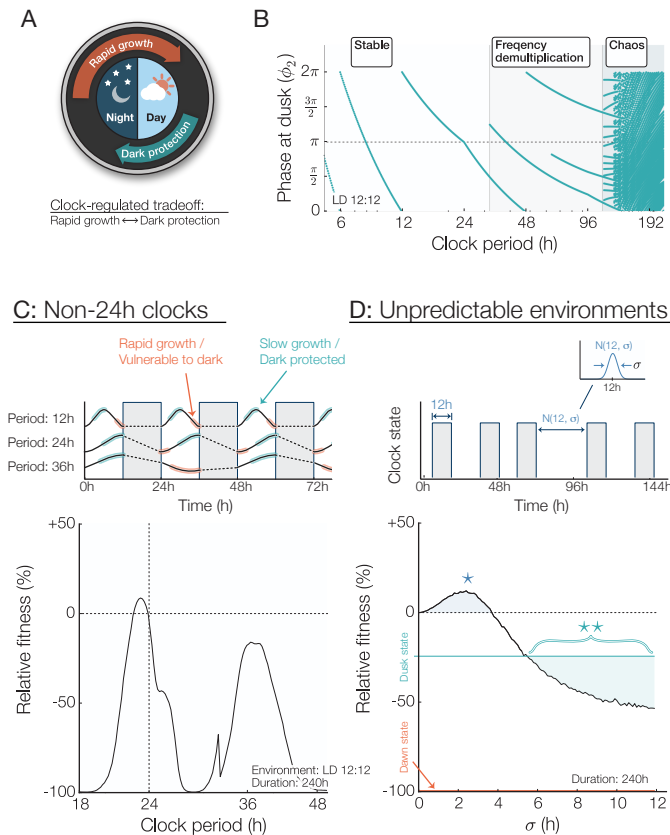 A
Rapid growth
Night
Day
Dark protection
Clock-regulated tradeoff:
Rapid growth ⟷ Dark protection
B
Stable
Freqency
demultiplication
Chaos
Phase at dusk (ϕ2)
2π
3π/2
π
π/2
0
LD 12:12
6 12 24 48 96 192
Clock period (h)
C: Non-24h clocks
Rapid growth /
Vulnerable to dark
Slow growth /
Dark protected
Period: 12h
Period: 24h
Period: 36h
0h 24h 48h 72h
Time (h)
Relative fitness (%)
+50
0
-50
-100
Environment: LD 12:12
Duration: 240h
18 24 36 48
Clock period (h)
D: Unpredictable environments
N(12, σ)
σ
12h
12h
N(12, σ)
Clock state
0h 48h 96h 144h
Time (h)
Relative fitness (%)
+50
0
-50
-100
Dusk state
Dawn state
Duration: 240h
0 2 4 6 8 10 12
σ (h)